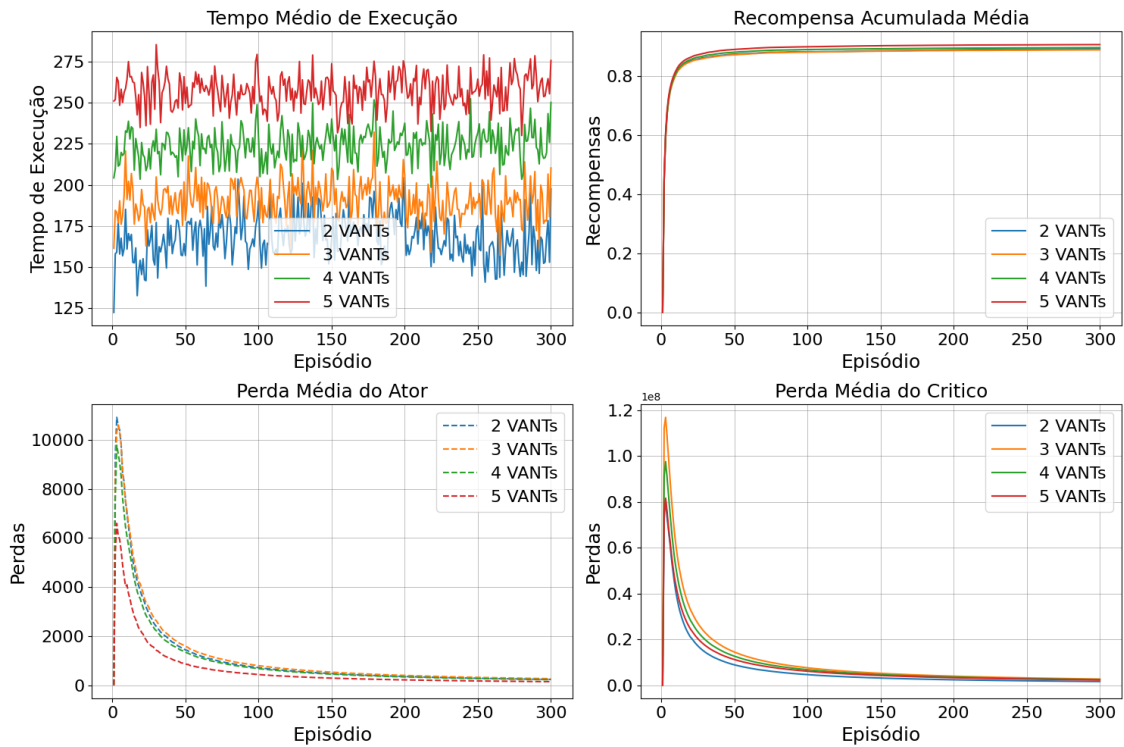 Tempo Médio de Execução
Tempo de Execução
275
250
225
200
175
150
125
2 VANTs
3 VANTs
4 VANTs
5 VANTs
0 50 100 150 200 250 300
Episódio
Recompensa Acumulada Média
Recompensas
0.8
0.6
0.4
0.2
0.0
2 VANTs
3 VANTs
4 VANTs
5 VANTs
0 50 100 150 200 250 300
Episódio
Perda Média do Ator
Perdas
10000
8000
6000
4000
2000
0
2 VANTs
3 VANTs
4 VANTs
5 VANTs
0 50 100 150 200 250 300
Episódio
Perda Média do Critico
1e8
Perdas
1.2
1.0
0.8
0.6
0.4
0.2
0.0
2 VANTs
3 VANTs
4 VANTs
5 VANTs
0 50 100 150 200 250 300
Episódio